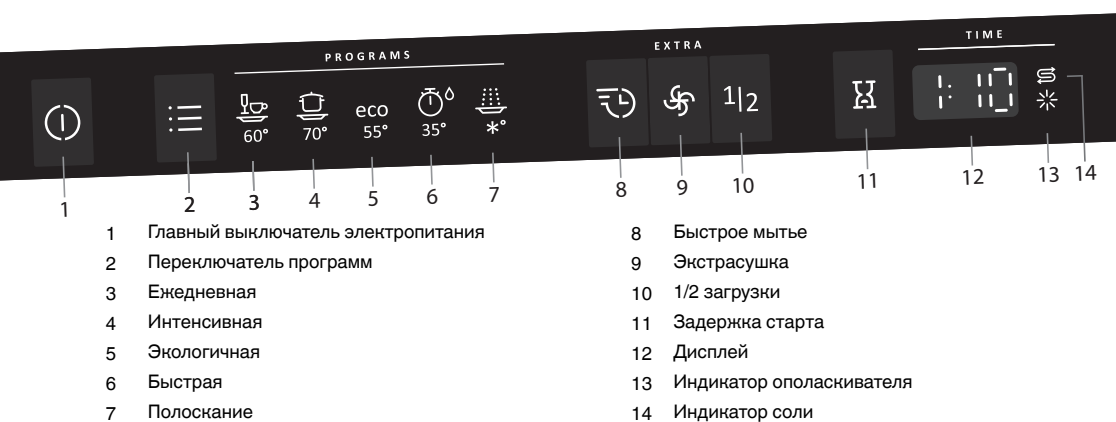 PROGRAMS
EXTRA
TIME
60°
70°
eco
55°
35°
1|2
1:10
1
2
3
4
5
6
7
8
9
10
11
12
13
14
1 Главный выключатель электропитания
2 Переключатель программ
3 Ежедневная
4 Интенсивная
5 Экологичная
6 Быстрая
7 Полоскание
8 Быстрое мытье
9 Экстрасушка
10 1/2 загрузки
11 Задержка старта
12 Дисплей
13 Индикатор ополаскивателя
14 Индикатор соли